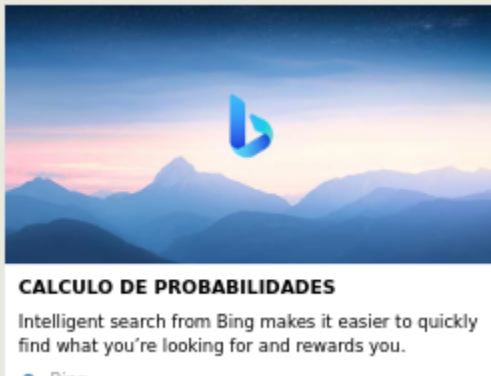 CALCULO DE PROBABILIDADES
Intelligent search from Bing makes it easier to quickly
find what you're looking for and rewards you.
Bing